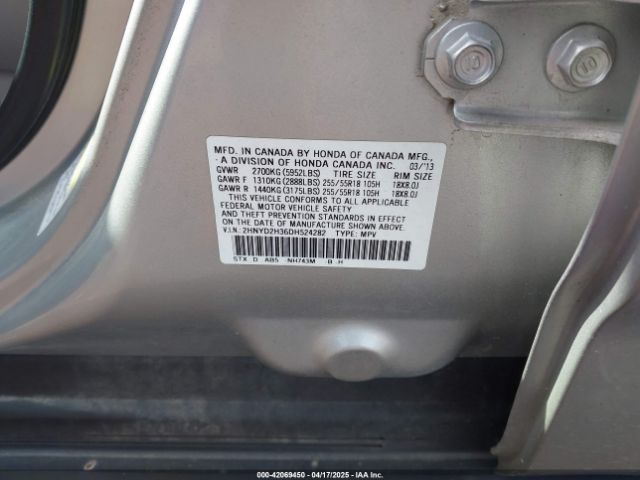 MFD. IN CANADA BY HONDA OF CANADA MFG.,
A DIVISION OF HONDA CANADA INC. 03/'13
GVWR 2700KG(5952LBS) TIRE SIZE RIM SIZE
GAWR F 1310KG(2888LBS) 255/55R18 105H 18X8.0J
GAWR R 1440KG(3175LBS) 255/55R18 105H 18X8.0J
THIS VEHICLE CONFORMS TO ALL APPLICABLE
FEDERAL MOTOR VEHICLE SAFETY, BUMPER,
AND THEFT PREVENTION STANDARDS IN EFFECT
ON THE DATE OF MANUFACTURE SHOWN ABOVE.
V.I.N.: 2HNYD2H36DH524282 TYPE: MPV
STX D AB5 NH743M B H
000-42069450 04/17/2025 IAA Inc.